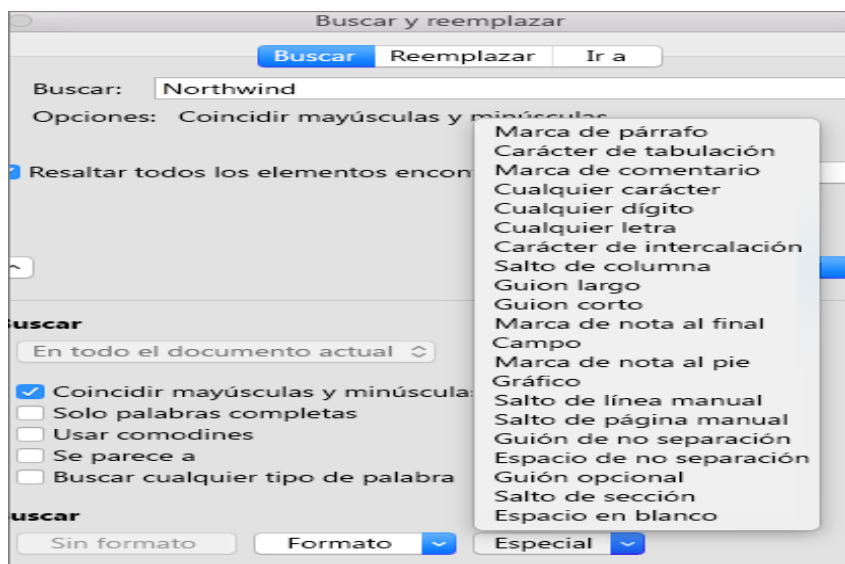 Buscar y reemplazar
Buscar Reemplazar Ir a
Buscar: Northwind
Opciones: Coincidir mayúsculas y minúsculas
Resaltar todos los elementos encon
Marca de párrafo
Carácter de tabulación
Marca de comentario
Cualquier carácter
Cualquier dígito
Cualquier letra
Carácter de intercalación
Salto de columna
Guion largo
Guion corto
Marca de nota al final
Campo
Marca de nota al pie
Gráfico
Salto de línea manual
Salto de página manual
Guión de no separación
Espacio de no separación
Guión opcional
Salto de sección
Espacio en blanco
uscar
En todo el documento actual
Coincidir mayúsculas y minúscula
Solo palabras completas
Usar comodines
Se parece a
Buscar cualquier tipo de palabra
uscar
Sin formato Formato Especial